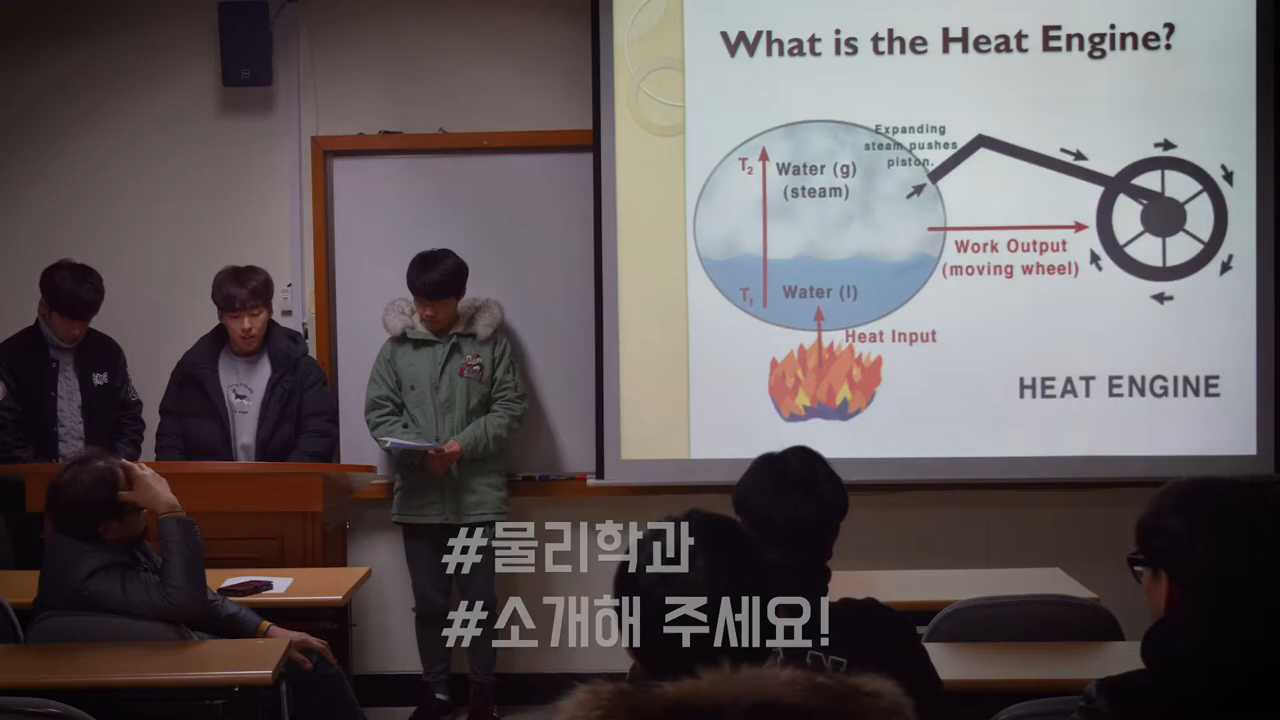 What is the Heat Engine?
Expanding
steam pushes
piston.
T₂
Water (g)
(steam)
Work Output
(moving wheel)
T₁
Water (l)
Heat Input
HEAT ENGINE
#물리학과
#소개해 주세요!